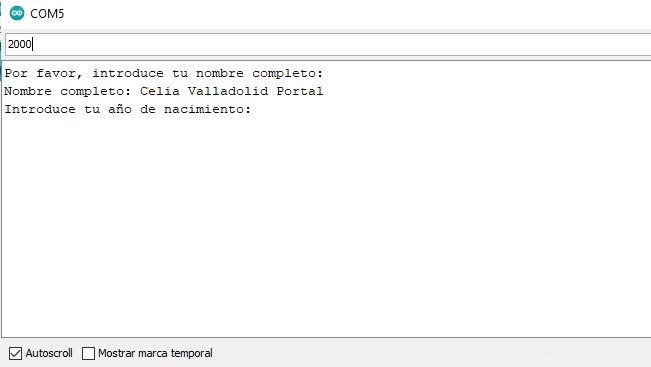 COM5
2000
Por favor, introduce tu nombre completo:
Nombre completo: Celia Valladolid Portal
Introduce tu año de nacimiento:
Autoscroll Mostrar marca temporal